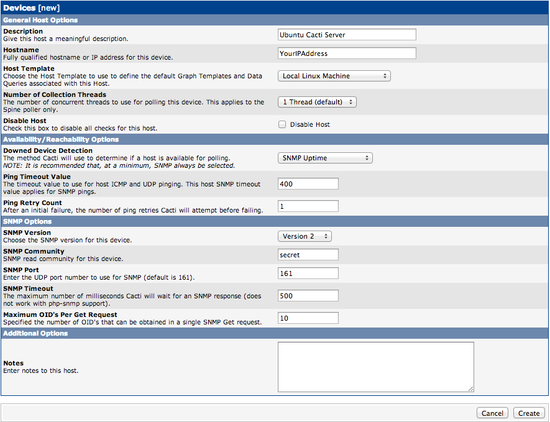 Devices [new]
General Host Options
Description
Give this host a meaningful description.
Ubuntu Cacti Server
Hostname
Fully qualified hostname or IP address for this device.
YourIPAddress
Host Template
Choose the Host Template to use to define the default Graph Templates and Data
Queries associated with this Host.
Local Linux Machine
Number of Collection Threads
The number of concurrent threads to use for polling this device. This applies to the
Spine poller only.
1 Thread (default)
Disable Host
Check this box to disable all checks for this host.
Disable Host
Availability/Reachability Options
Downed Device Detection
The method Cacti will use to determine if a host is available for polling.
NOTE: It is recommended that, at a minimum, SNMP always be selected.
SNMP Uptime
Ping Timeout Value
The timeout value to use for host ICMP and UDP pinging. This host SNMP timeout
value applies for SNMP pings.
400
Ping Retry Count
After an initial failure, the number of ping retries Cacti will attempt before failing.
1
SNMP Options
SNMP Version
Choose the SNMP version for this device.
Version 2
SNMP Community
SNMP read community for this device.
secret
SNMP Port
Enter the UDP port number to use for SNMP (default is 161).
161
SNMP Timeout
The maximum number of milliseconds Cacti will wait for an SNMP response (does
not work with php-snmp support).
500
Maximum OID's Per Get Request
Specified the number of OID's that can be obtained in a single SNMP Get request.
10
Additional Options
Notes
Enter notes to this host.
Cancel
Create